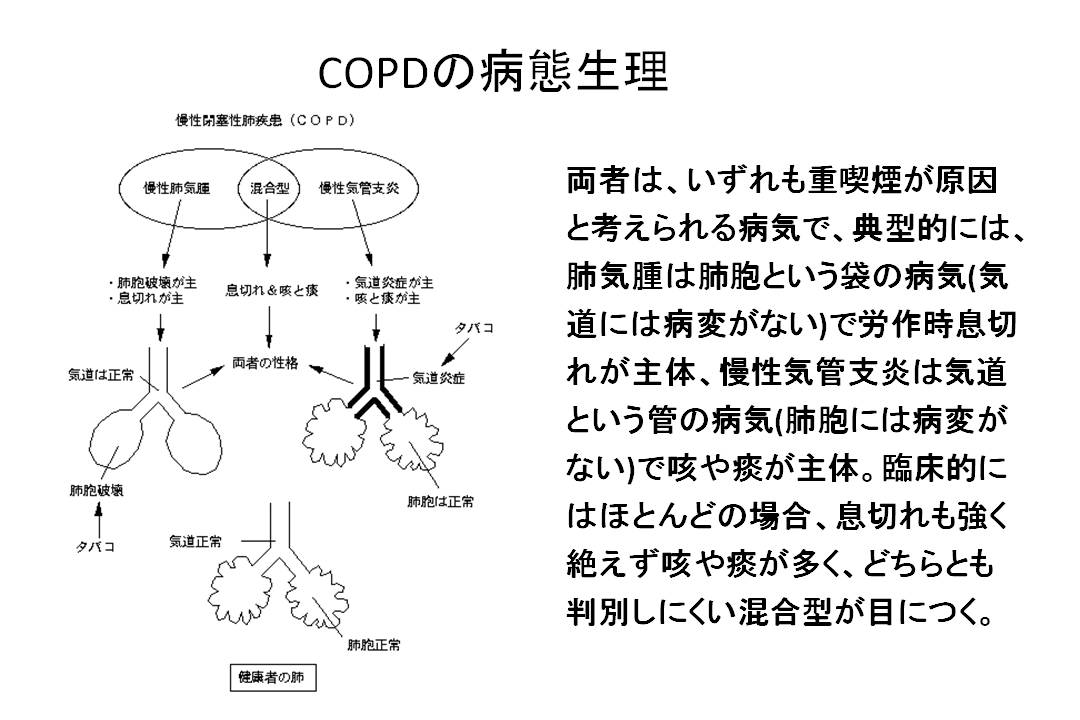 COPDの病態生理
慢性閉塞性肺疾患(COPD)
慢性肺気腫
混合型
慢性気管支炎
・肺胞破壊が主
・息切れが主
息切れ&咳と痰
・気道炎症が主
・咳と痰が主
タバコ
気道は正常
両者の性格
気道炎症
肺胞破壊
肺胞は正常
タバコ
気道正常
肺胞正常
健康者の肺
両者は、いずれも重喫煙が原因
と考えられる病気で、典型的には、
肺気腫は肺胞という袋の病気(気
道には病変がない)で労作時息切
れが主体、慢性気管支炎は気道
という管の病気(肺胞には病変が
ない)で咳や痰が主体。臨床的に
はほとんどの場合、息切れも強く
絶えず咳や痰が多く、どちらとも
判別しにくい混合型が目につく。